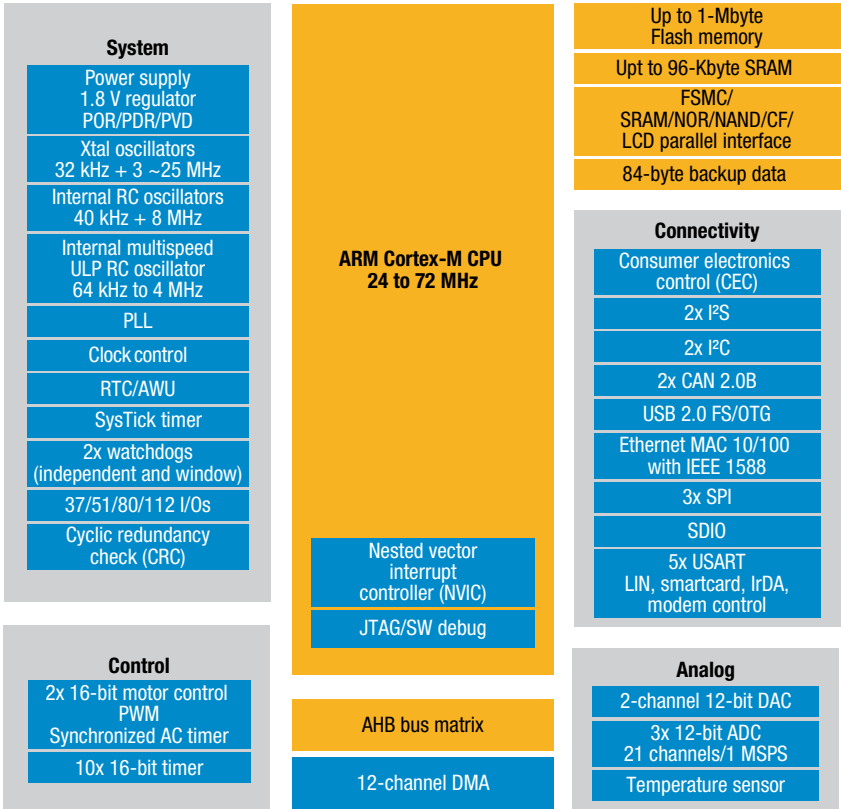 System
Power supply
1.8 V regulator
POR/PDR/PVD
Xtal oscillators
32 kHz + 3 ~25 MHz
Internal RC oscillators
40 kHz + 8 MHz
Internal multispeed
ULP RC oscillator
64 kHz to 4 MHz
PLL
Clock control
RTC/AWU
SysTick timer
2x watchdogs
(independent and window)
37/51/80/112 I/Os
Cyclic redundancy
check (CRC)
Control
2x 16-bit motor control
PWM
Synchronized AC timer
10x 16-bit timer
ARM Cortex-M CPU
24 to 72 MHz
Nested vector
interrupt
controller (NVIC)
JTAG/SW debug
AHB bus matrix
12-channel DMA
Up to 1-Mbyte
Flash memory
Upt to 96-Kbyte SRAM
FSMC/
SRAM/NOR/NAND/CF/
LCD parallel interface
84-byte backup data
Connectivity
Consumer electronics
control (CEC)
2x I²S
2x I²C
2x CAN 2.0B
USB 2.0 FS/OTG
Ethernet MAC 10/100
with IEEE 1588
3x SPI
SDIO
5x USART
LIN, smartcard, IrDA,
modem control
Analog
2-channel 12-bit DAC
3x 12-bit ADC
21 channels/1 MSPS
Temperature sensor